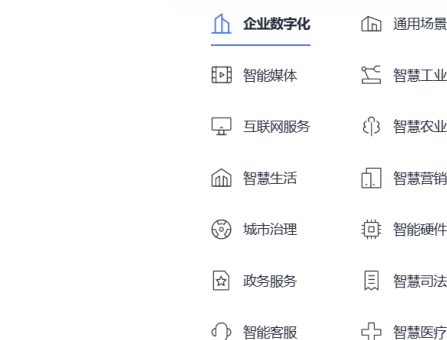 企业数字化 通用场景
智能媒体 智慧工业
互联网服务 智慧农业
智慧生活 智慧营销
城市治理 智能硬件
政务服务 智慧司法
智能客服 智慧医疗